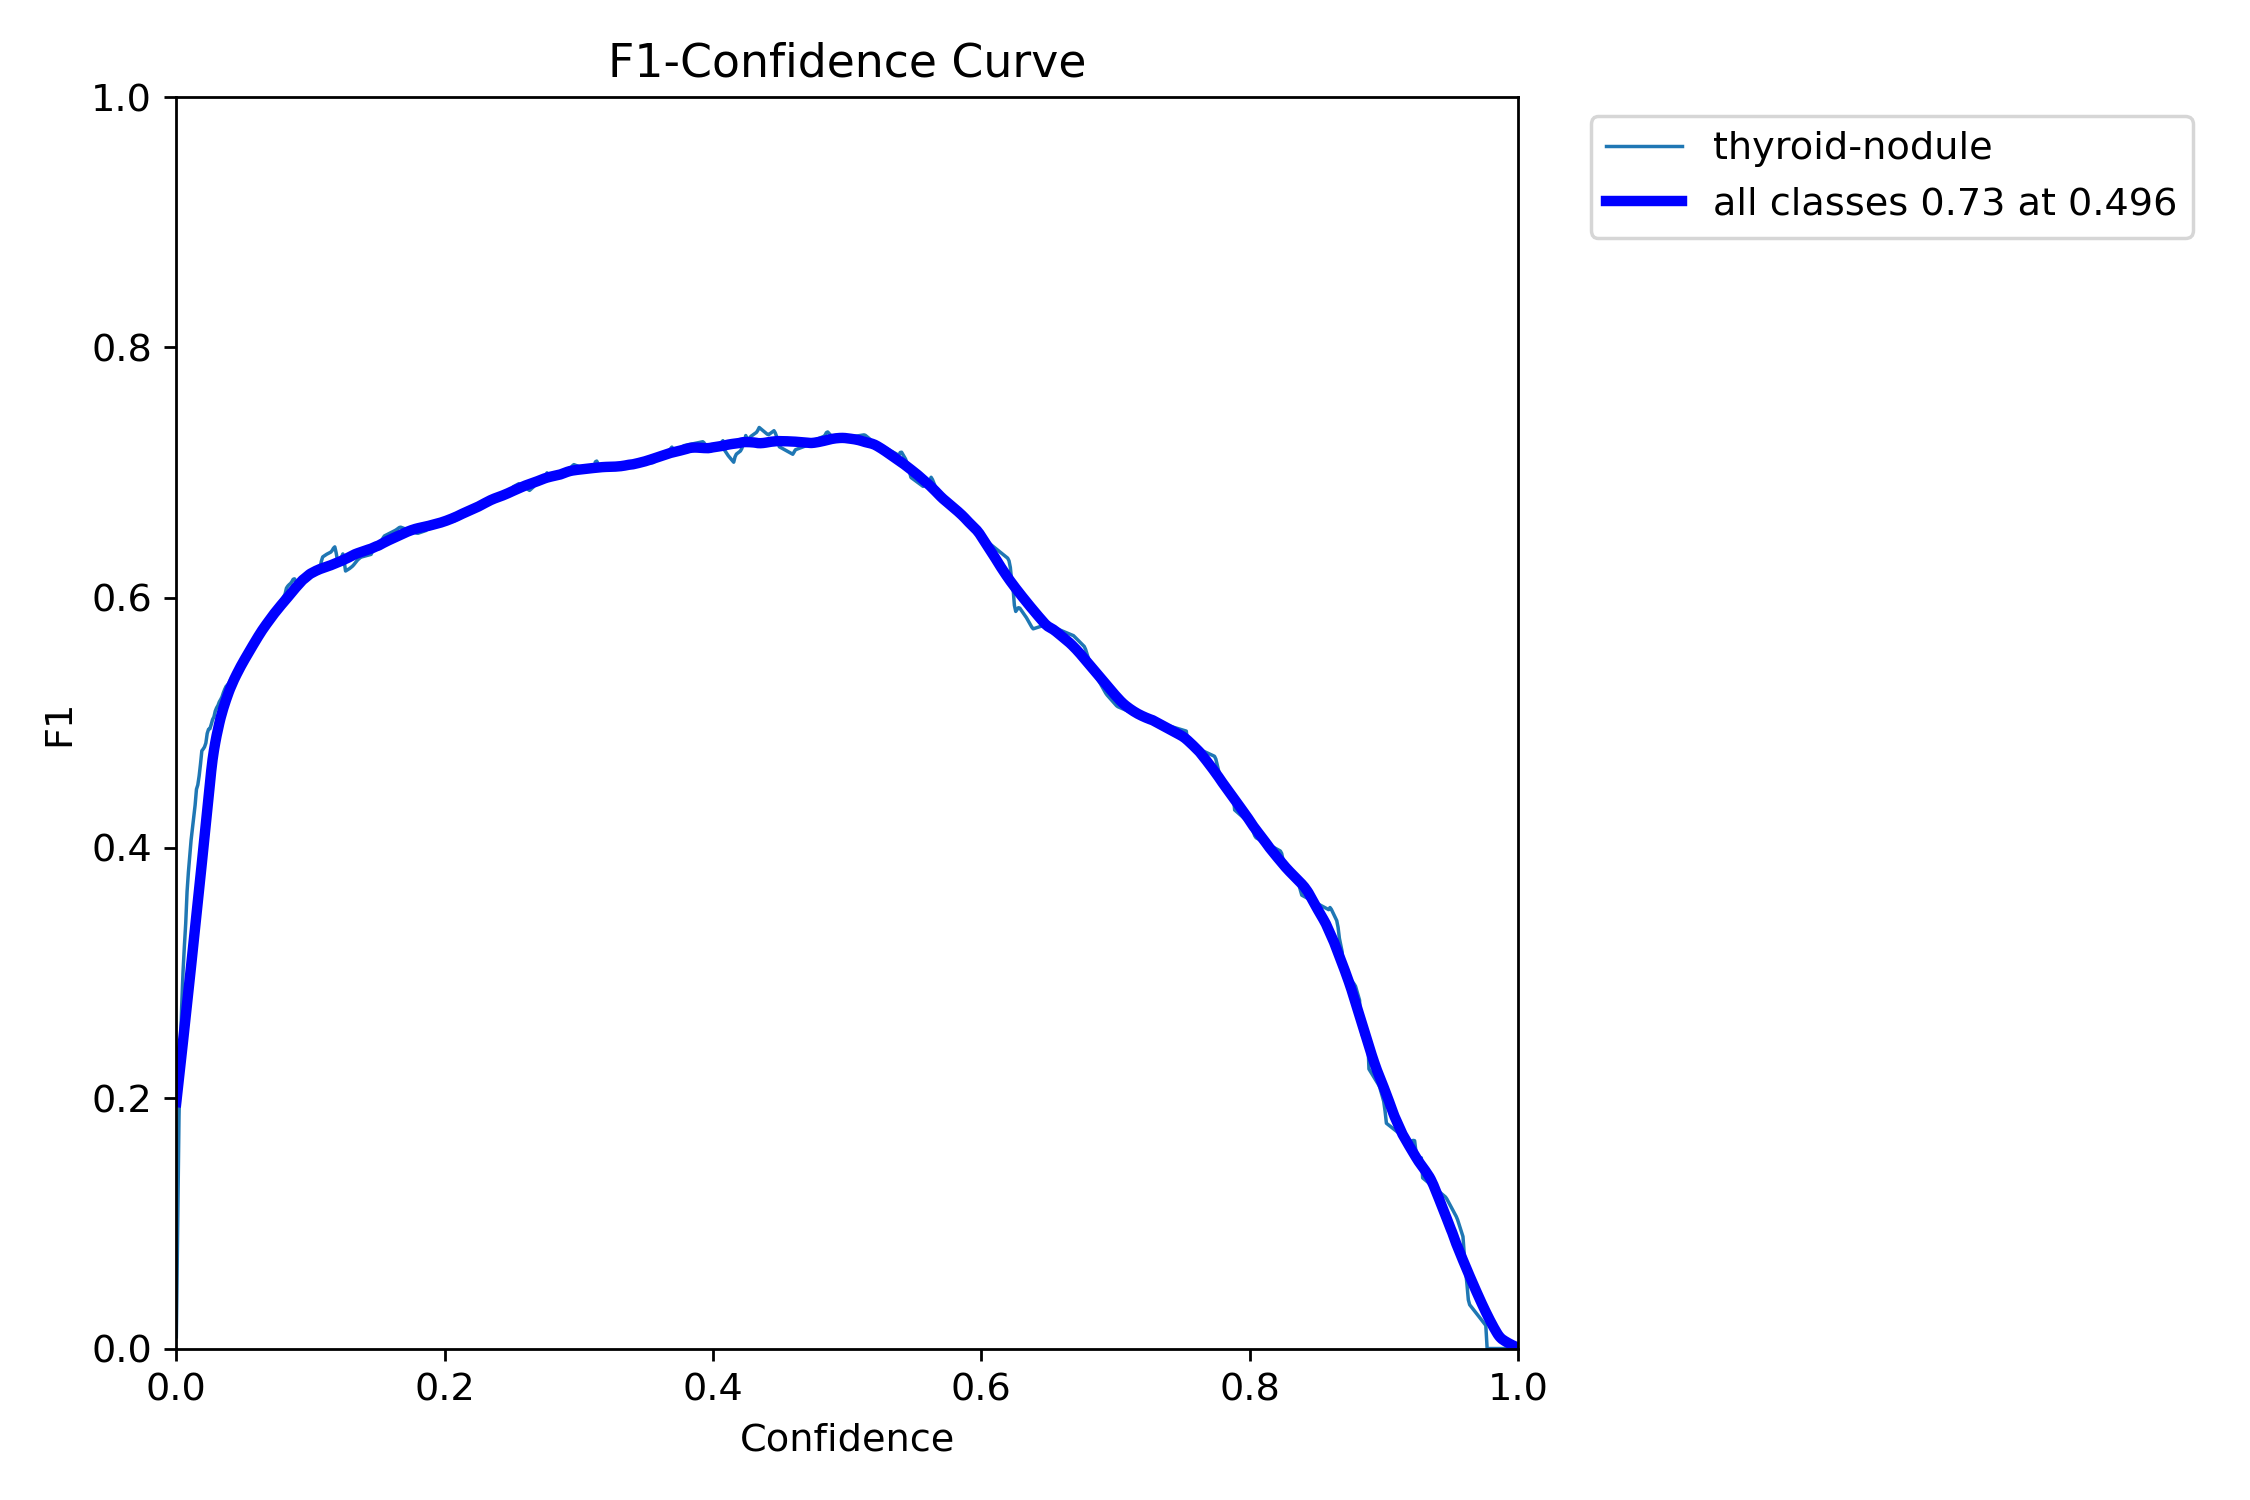 F1-Confidence Curve
1.0
0.8
0.6
0.4
0.2
0.0
F1
0.0 0.2 0.4 0.6 0.8 1.0
Confidence
thyroid-nodule
all classes 0.73 at 0.496